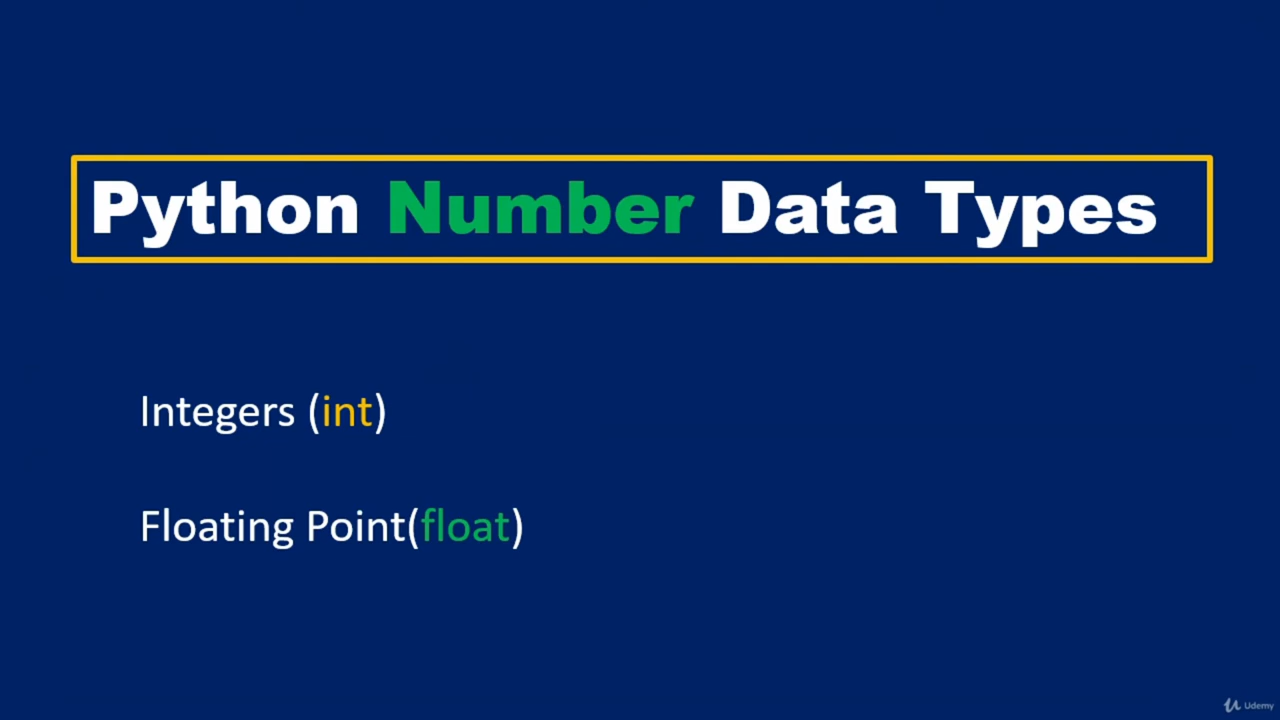 Python Number Data Types
Integers (int)
Floating Point(float)
Udemy